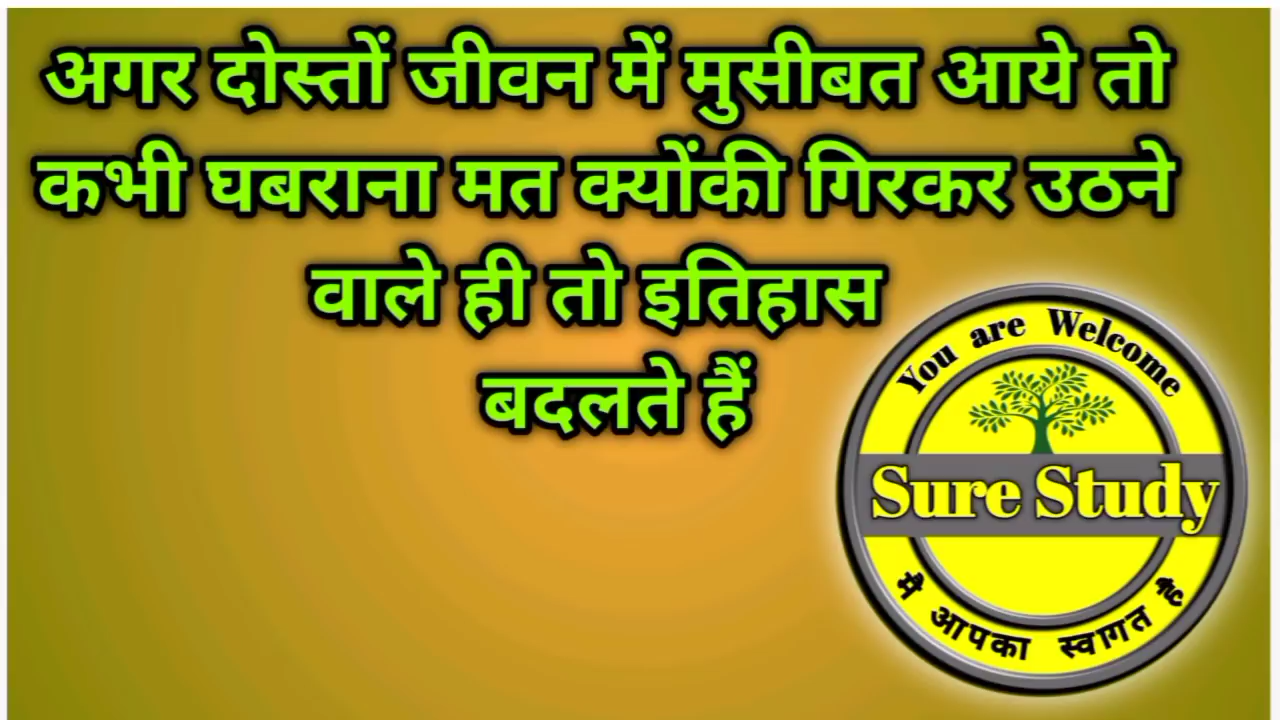 अगर दोस्तों जीवन में मुसीबत आये तो
कभी घबराना मत क्योंकी गिरकर उठने
वाले ही तो इतिहास
बदलते हैं
You are Welcome
Sure Study
मै आपका स्वागत है